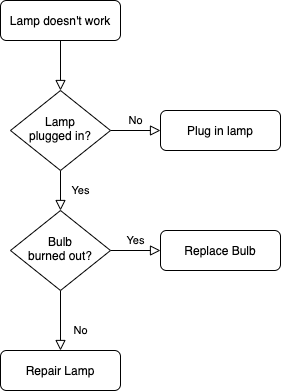 Lamp doesn't work
Lamp
plugged in?
No
Plug in lamp
Yes
Bulb
burned out?
Yes
Replace Bulb
No
Repair Lamp